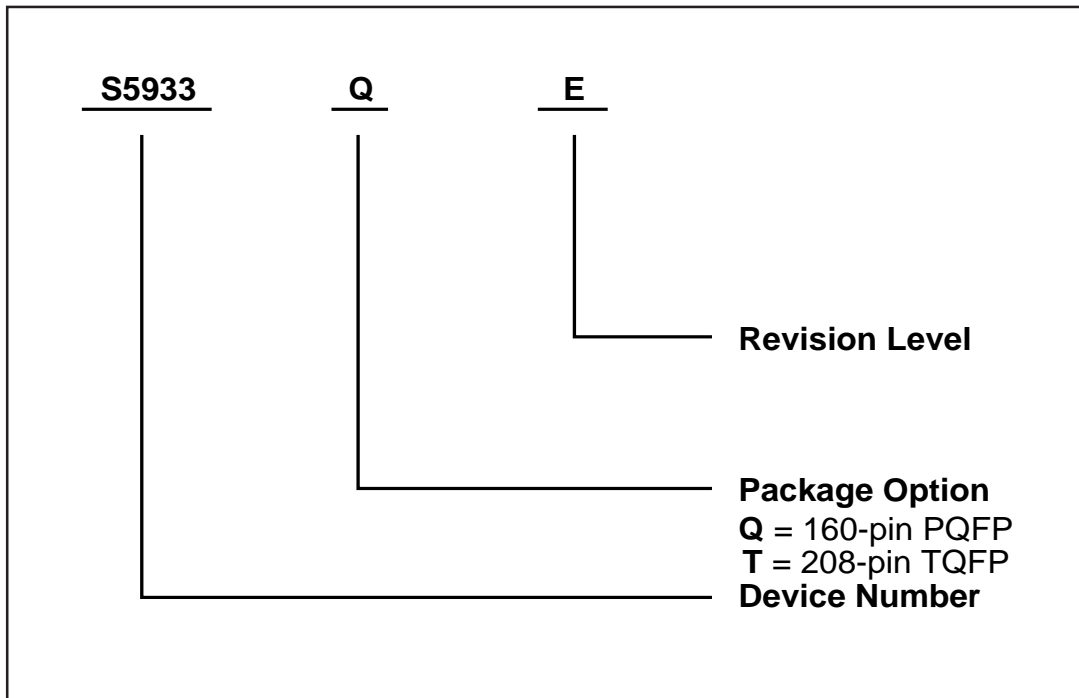 S5933 Q E
Revision Level
Package Option
Q = 160-pin PQFP
T = 208-pin TQFP
Device Number